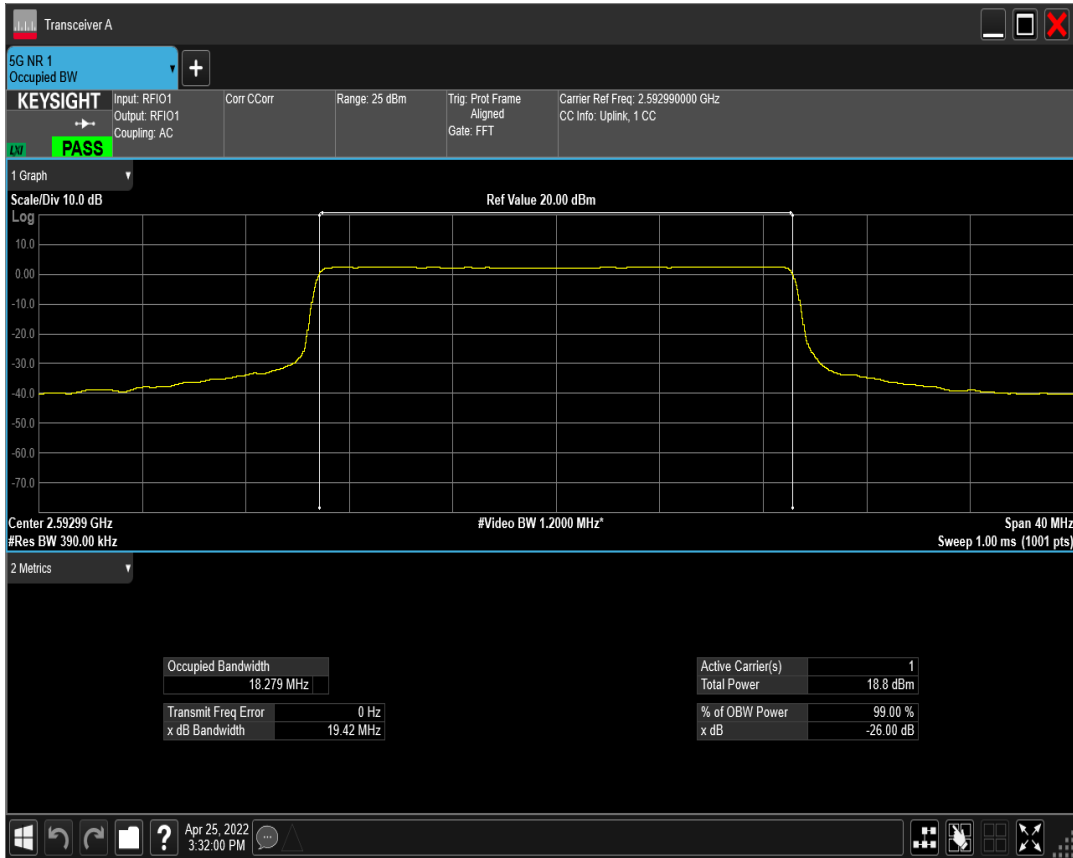 Transceiver A
5G NR 1
Occupied BW
KEYSIGHT
LXI
PASS
Input: RFIO1
Output: RFIO1
Coupling: AC
Corr CCorr
Range: 25 dBm
Trig: Prot Frame
Aligned
Gate: FFT
Carrier Ref Freq: 2.592990000 GHz
CC Info: Uplink, 1 CC
1 Graph
Scale/Div 10.0 dB
Ref Value 20.00 dBm
Log
10.0
0.00
-10.0
-20.0
-30.0
-40.0
-50.0
-60.0
-70.0
Center 2.59299 GHz
#Video BW 1.2000 MHz*
Span 40 MHz
#Res BW 390.00 kHz
Sweep 1.00 ms (1001 pts)
2 Metrics
Occupied Bandwidth
18.279 MHz
Transmit Freq Error 0 Hz
x dB Bandwidth 19.42 MHz
Active Carrier(s) 1
Total Power 18.8 dBm
% of OBW Power 99.00 %
x dB -26.00 dB
Apr 25, 2022
3:32:00 PM